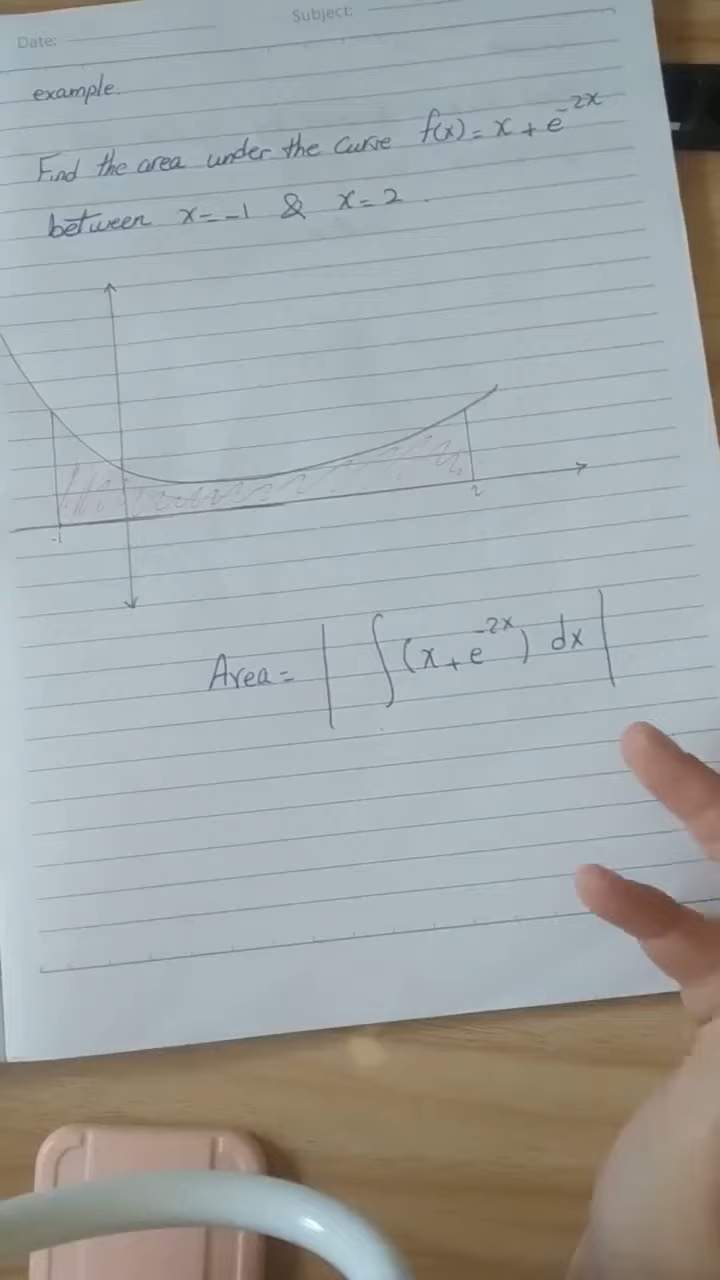 Date: Subject:
example.
Find the area under the curve f(x) = x + e^-2x
between x = -1 & x = 2.
-1 2
Area = | ∫ (x + e^-2x) dx |